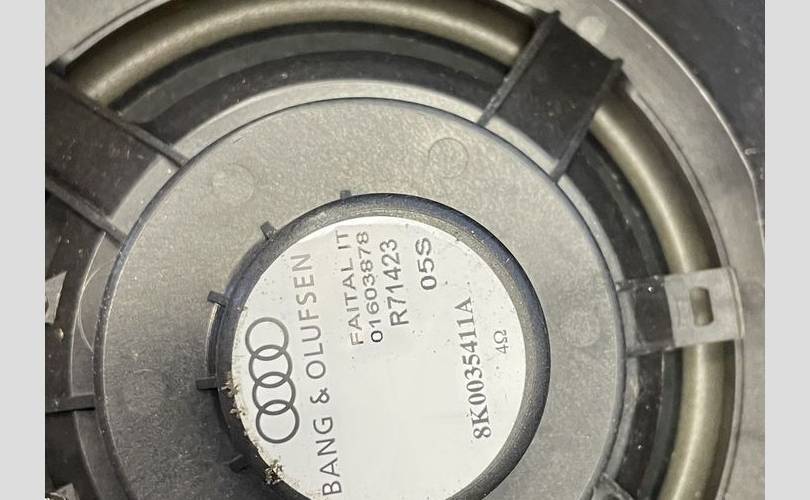 BANG & OLUFSEN
FAITAL IT
01603878
R71423
05S
8K0035411A
4Ω